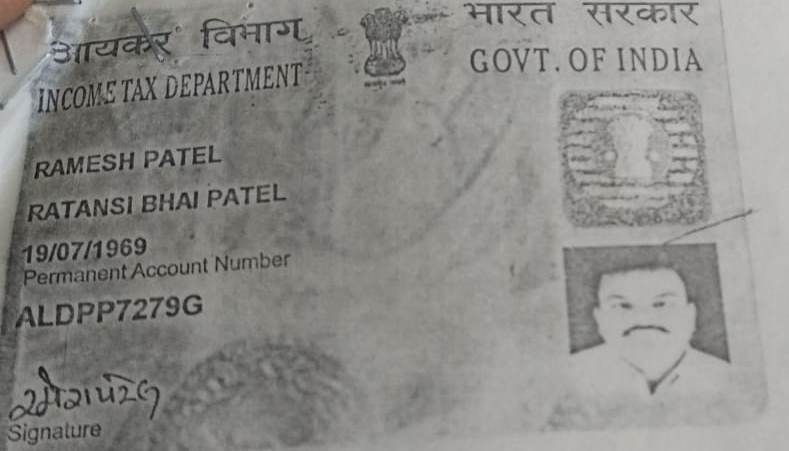 आयकर विभाग
INCOME TAX DEPARTMENT
भारत सरकार
GOVT. OF INDIA
RAMESH PATEL
RATANSI BHAI PATEL
19/07/1969
Permanent Account Number
ALDPP7279G
Signature